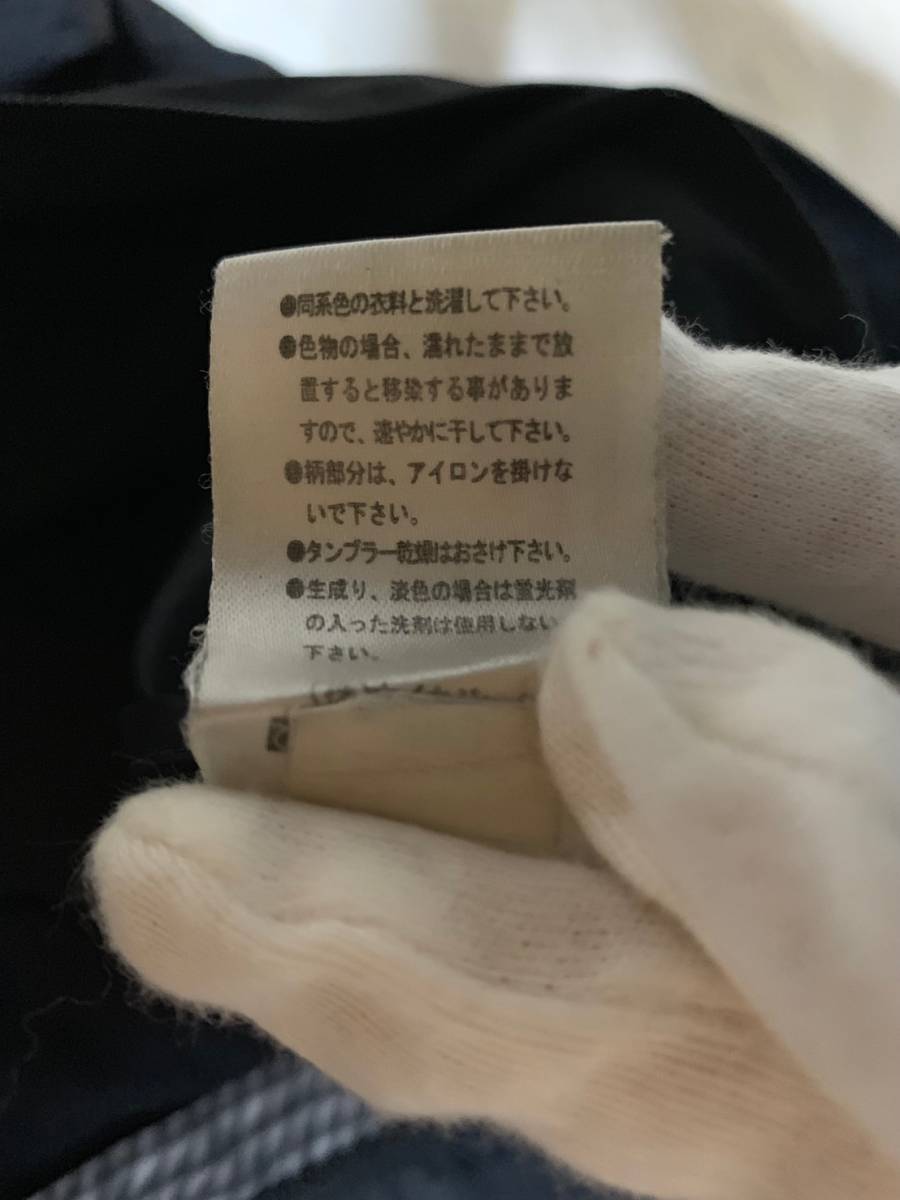 ●同系色の衣料と洗濯して下さい。
●色物の場合、濡れたままで放
置すると移染する事がありま
すので、速やかに干して下さい。
●柄部分は、アイロンを掛けな
いで下さい。
●タンブラー乾燥はおさけ下さい。
●生成り、淡色の場合は蛍光剤
の入った洗剤は使用しない
下さい。